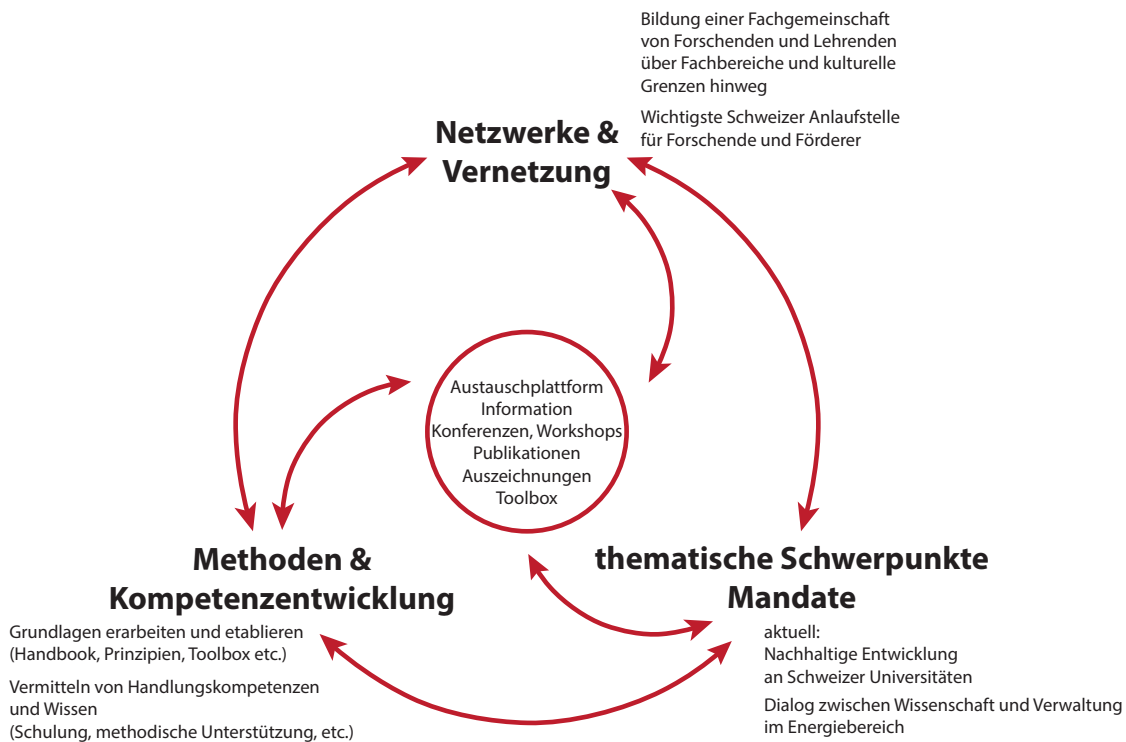 Bildung einer Fachgemeinschaft
von Forschenden und Lehrenden
über Fachbereiche und kulturelle
Grenzen hinweg
Wichtigste Schweizer Anlaufstelle
für Forschende und Förderer
Netzwerke &
Vernetzung
Austauschplattform
Information
Konferenzen, Workshops
Publikationen
Auszeichnungen
Toolbox
Methoden &
Kompetenzentwicklung
Grundlagen erarbeiten und etablieren
(Handbook, Prinzipien, Toolbox etc.)
Vermitteln von Handlungskompetenzen
und Wissen
(Schulung, methodische Unterstützung, etc.)
thematische Schwerpunkte
Mandate
aktuell:
Nachhaltige Entwicklung
an Schweizer Universitäten
Dialog zwischen Wissenschaft und Verwaltung
im Energiebereich